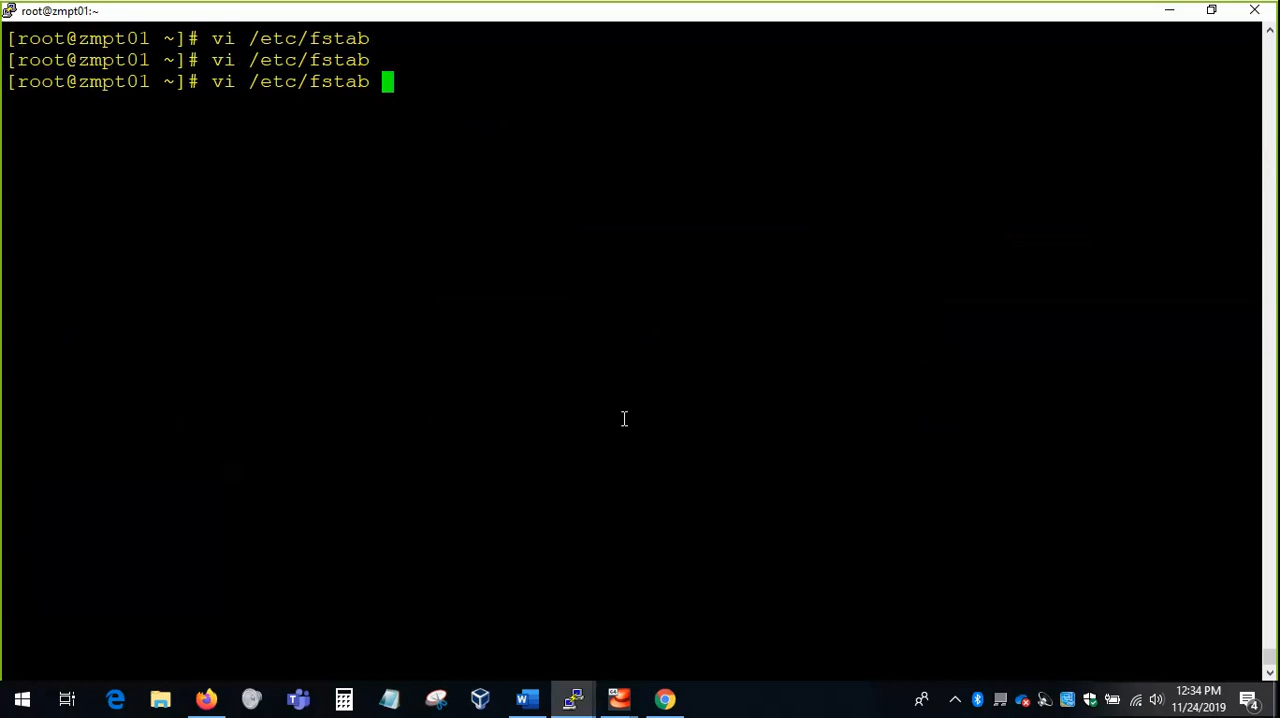 root@zmpt01:~
[root@zmpt01 ~]# vi /etc/fstab
[root@zmpt01 ~]# vi /etc/fstab
[root@zmpt01 ~]# vi /etc/fstab
12:34 PM
11/24/2019
4